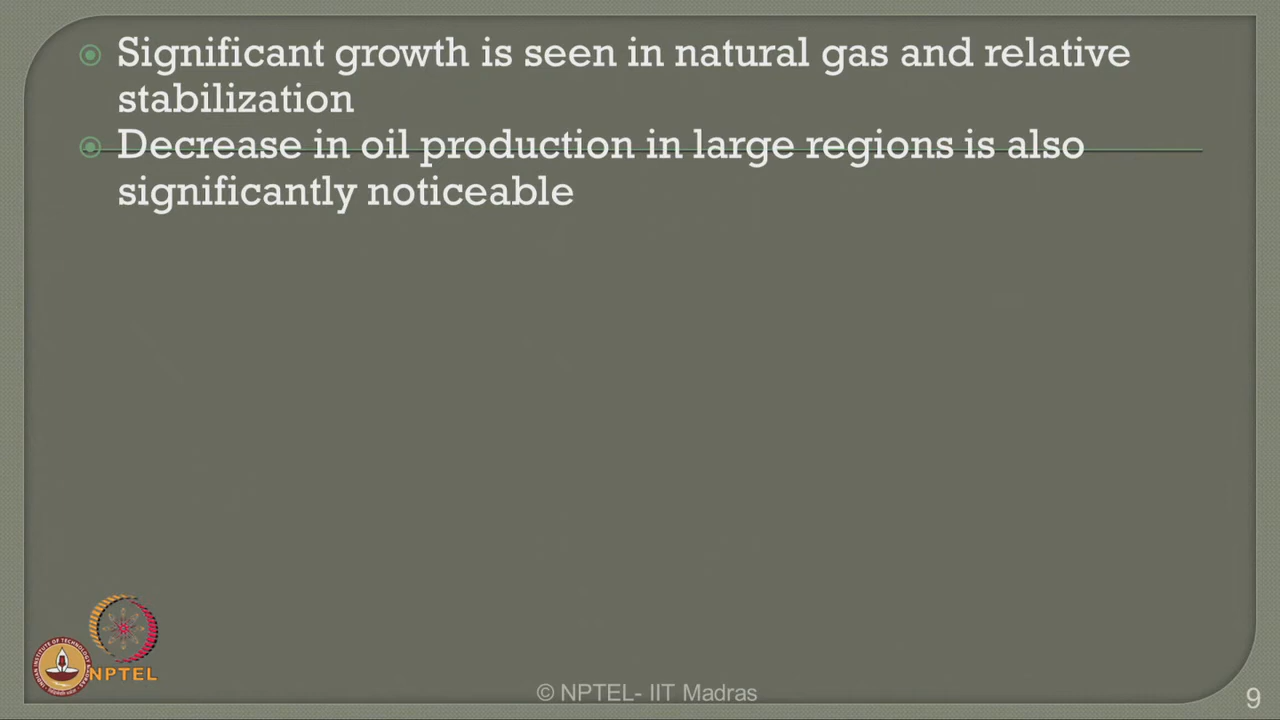 Significant growth is seen in natural gas and relative
stabilization
Decrease in oil production in large regions is also
significantly noticeable
NPTEL
© NPTEL- IIT Madras
9